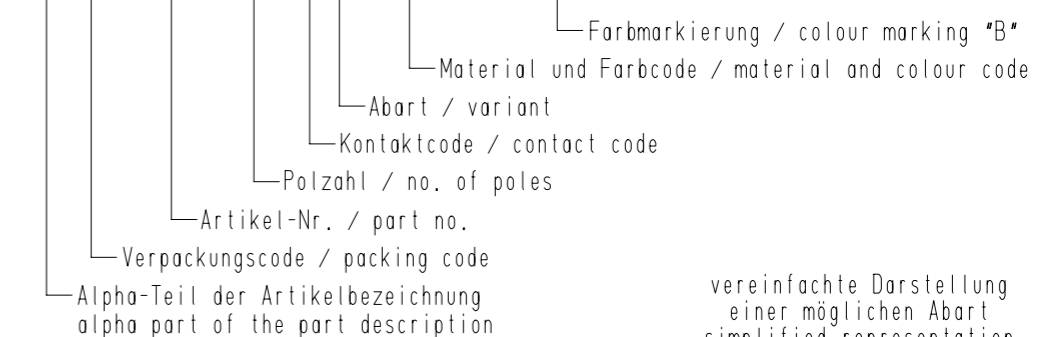 Farbmarkierung / colour marking "B"
Material und Farbcode / material and colour code
Abart / variant
Kontaktcode / contact code
Polzahl / no. of poles
Artikel-Nr. / part no.
Verpackungscode / packing code
Alpha-Teil der Artikelbezeichnung
alpha part of the part description
vereinfachte Darstellung
einer möglichen Abart
simplified representation